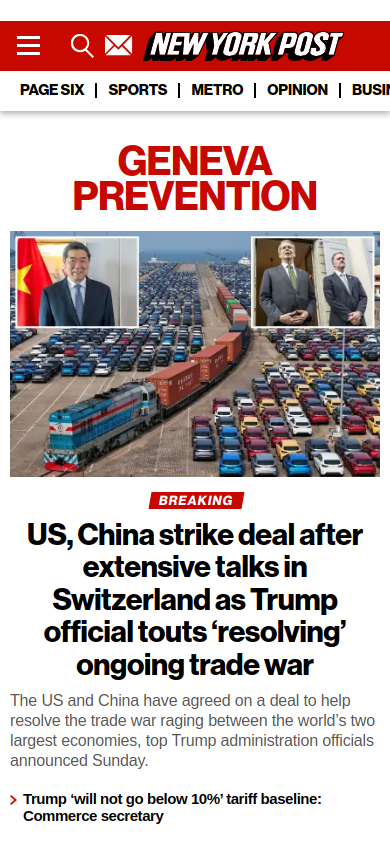 NEW YORK POST
PAGE SIX
SPORTS
METRO
OPINION
BUSI
GENEVA
PREVENTION
BREAKING
US, China strike deal after
extensive talks in
Switzerland as Trump
official touts ‘resolving’
ongoing trade war
The US and China have agreed on a deal to help
resolve the trade war raging between the world’s two
largest economies, top Trump administration officials
announced Sunday.
Trump ‘will not go below 10%’ tariff baseline:
Commerce secretary